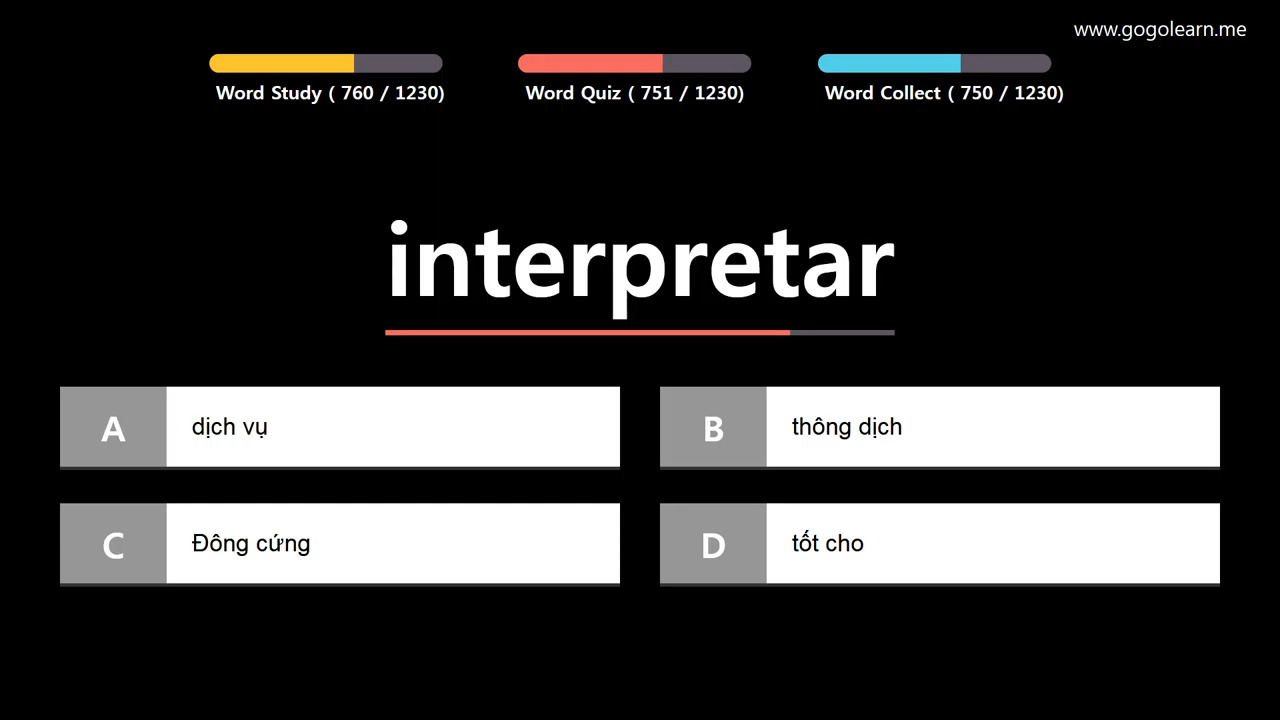 www.gogolearn.me
Word Study ( 760 / 1230)
Word Quiz ( 751 / 1230)
Word Collect ( 750 / 1230)
interpretar
A dịch vụ
B thông dịch
C Đông cứng
D tốt cho